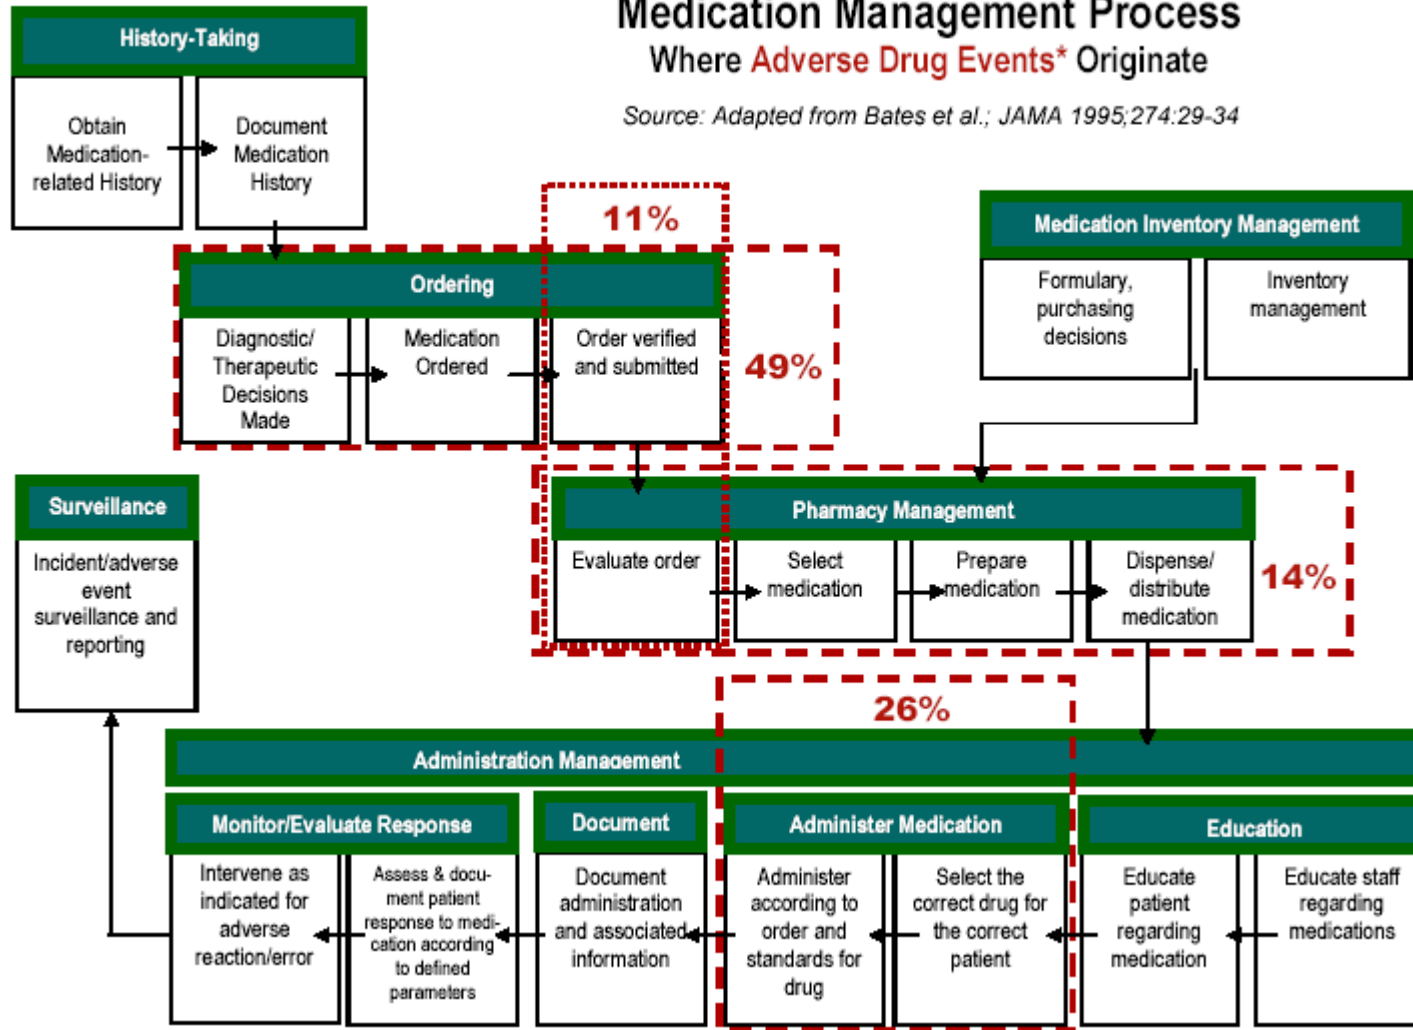 Medication Management Process
Where Adverse Drug Events* Originate
Source: Adapted from Bates et al.; JAMA 1995;274:29-34
History-Taking
Obtain
Medication-
related History
Document
Medication
History
11%
Ordering
Diagnostic/
Therapeutic
Decisions
Made
Medication
Ordered
Order verified
and submitted
49%
Medication Inventory Management
Formulary,
purchasing
decisions
Inventory
management
Surveillance
Incident/adverse
event
surveillance and
reporting
Pharmacy Management
Evaluate order
Select
medication
Prepare
medication
Dispense/
distribute
medication
14%
26%
Administration Management
Monitor/Evaluate Response
Intervene as
indicated for
adverse
reaction/error
Assess & docu-
ment patient
response to medi-
cation according
to defined
parameters
Document
Document
administration
and associated
information
Administer Medication
Administer
according to
order and
standards for
drug
Select the
correct drug for
the correct
patient
Education
Educate
patient
regarding
medication
Educate staff
regarding
medications